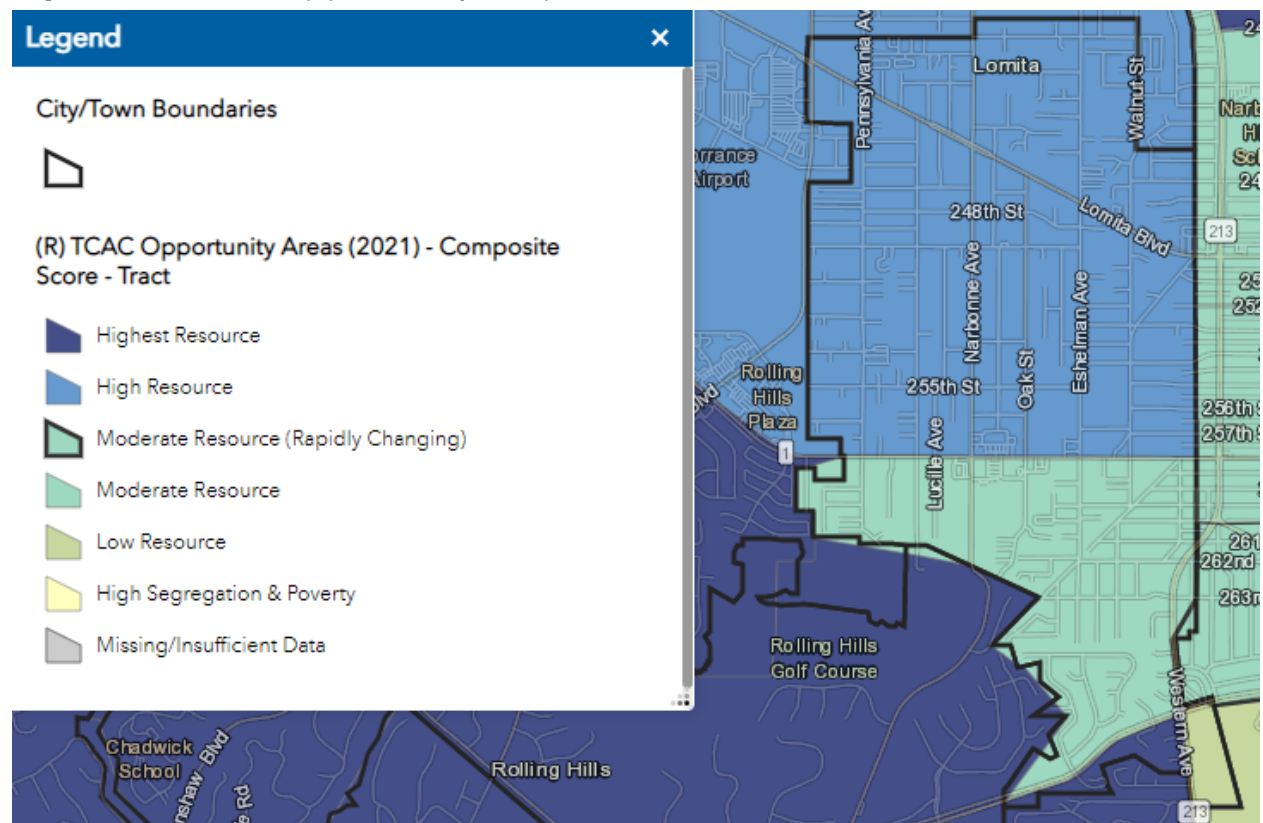 Legend
×
City/Town Boundaries
(R) TCAC Opportunity Areas (2021) - Composite
Score - Tract
Highest Resource
High Resource
Moderate Resource (Rapidly Changing)
Moderate Resource
Low Resource
High Segregation & Poverty
Missing/Insufficient Data
Pennsylvania Av
Lomita
Walnut St
248th St
Lomita Blvd
213
Narbonne Ave
Eshelman Ave
Oak St
255th St
Rolling
Hills
Plaza
1
Lucille Ave
256th
257th
262nd
Rolling Hills
Golf Course
Western Ave
Chadwick
School
Rolling Hills
213